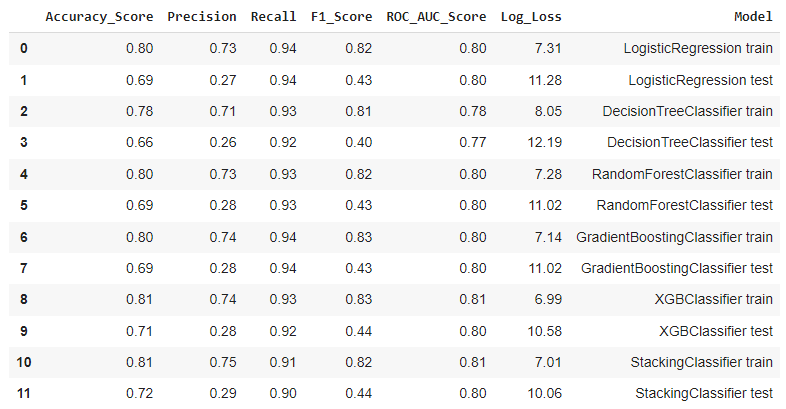 Accuracy_Score Precision Recall F1_Score ROC_AUC_Score Log_Loss Model
0 0.80 0.73 0.94 0.82 0.80 7.31 LogisticRegression train
1 0.69 0.27 0.94 0.43 0.80 11.28 LogisticRegression test
2 0.78 0.71 0.93 0.81 0.78 8.05 DecisionTreeClassifier train
3 0.66 0.26 0.92 0.40 0.77 12.19 DecisionTreeClassifier test
4 0.80 0.73 0.93 0.82 0.80 7.28 RandomForestClassifier train
5 0.69 0.28 0.93 0.43 0.80 11.02 RandomForestClassifier test
6 0.80 0.74 0.94 0.83 0.80 7.14 GradientBoostingClassifier train
7 0.69 0.28 0.94 0.43 0.80 11.02 GradientBoostingClassifier test
8 0.81 0.74 0.93 0.83 0.81 6.99 XGBClassifier train
9 0.71 0.28 0.92 0.44 0.80 10.58 XGBClassifier test
10 0.81 0.75 0.91 0.82 0.81 7.01 StackingClassifier train
11 0.72 0.29 0.90 0.44 0.80 10.06 StackingClassifier test